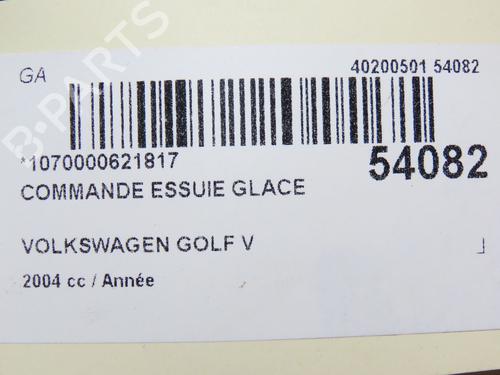 GA
40200501 54082
*1070000621817
54082
COMMANDE ESSUIE GLACE
VOLKSWAGEN GOLF V
J
2004 cc / Année
B-PARTS